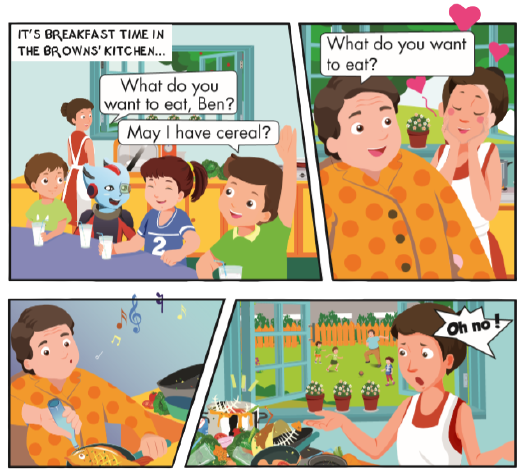 IT'S BREAKFAST TIME IN
THE BROWNS' KITCHEN...
What do you
want to eat, Ben?
May I have cereal?
2
What do you want
to eat?
Oh no!